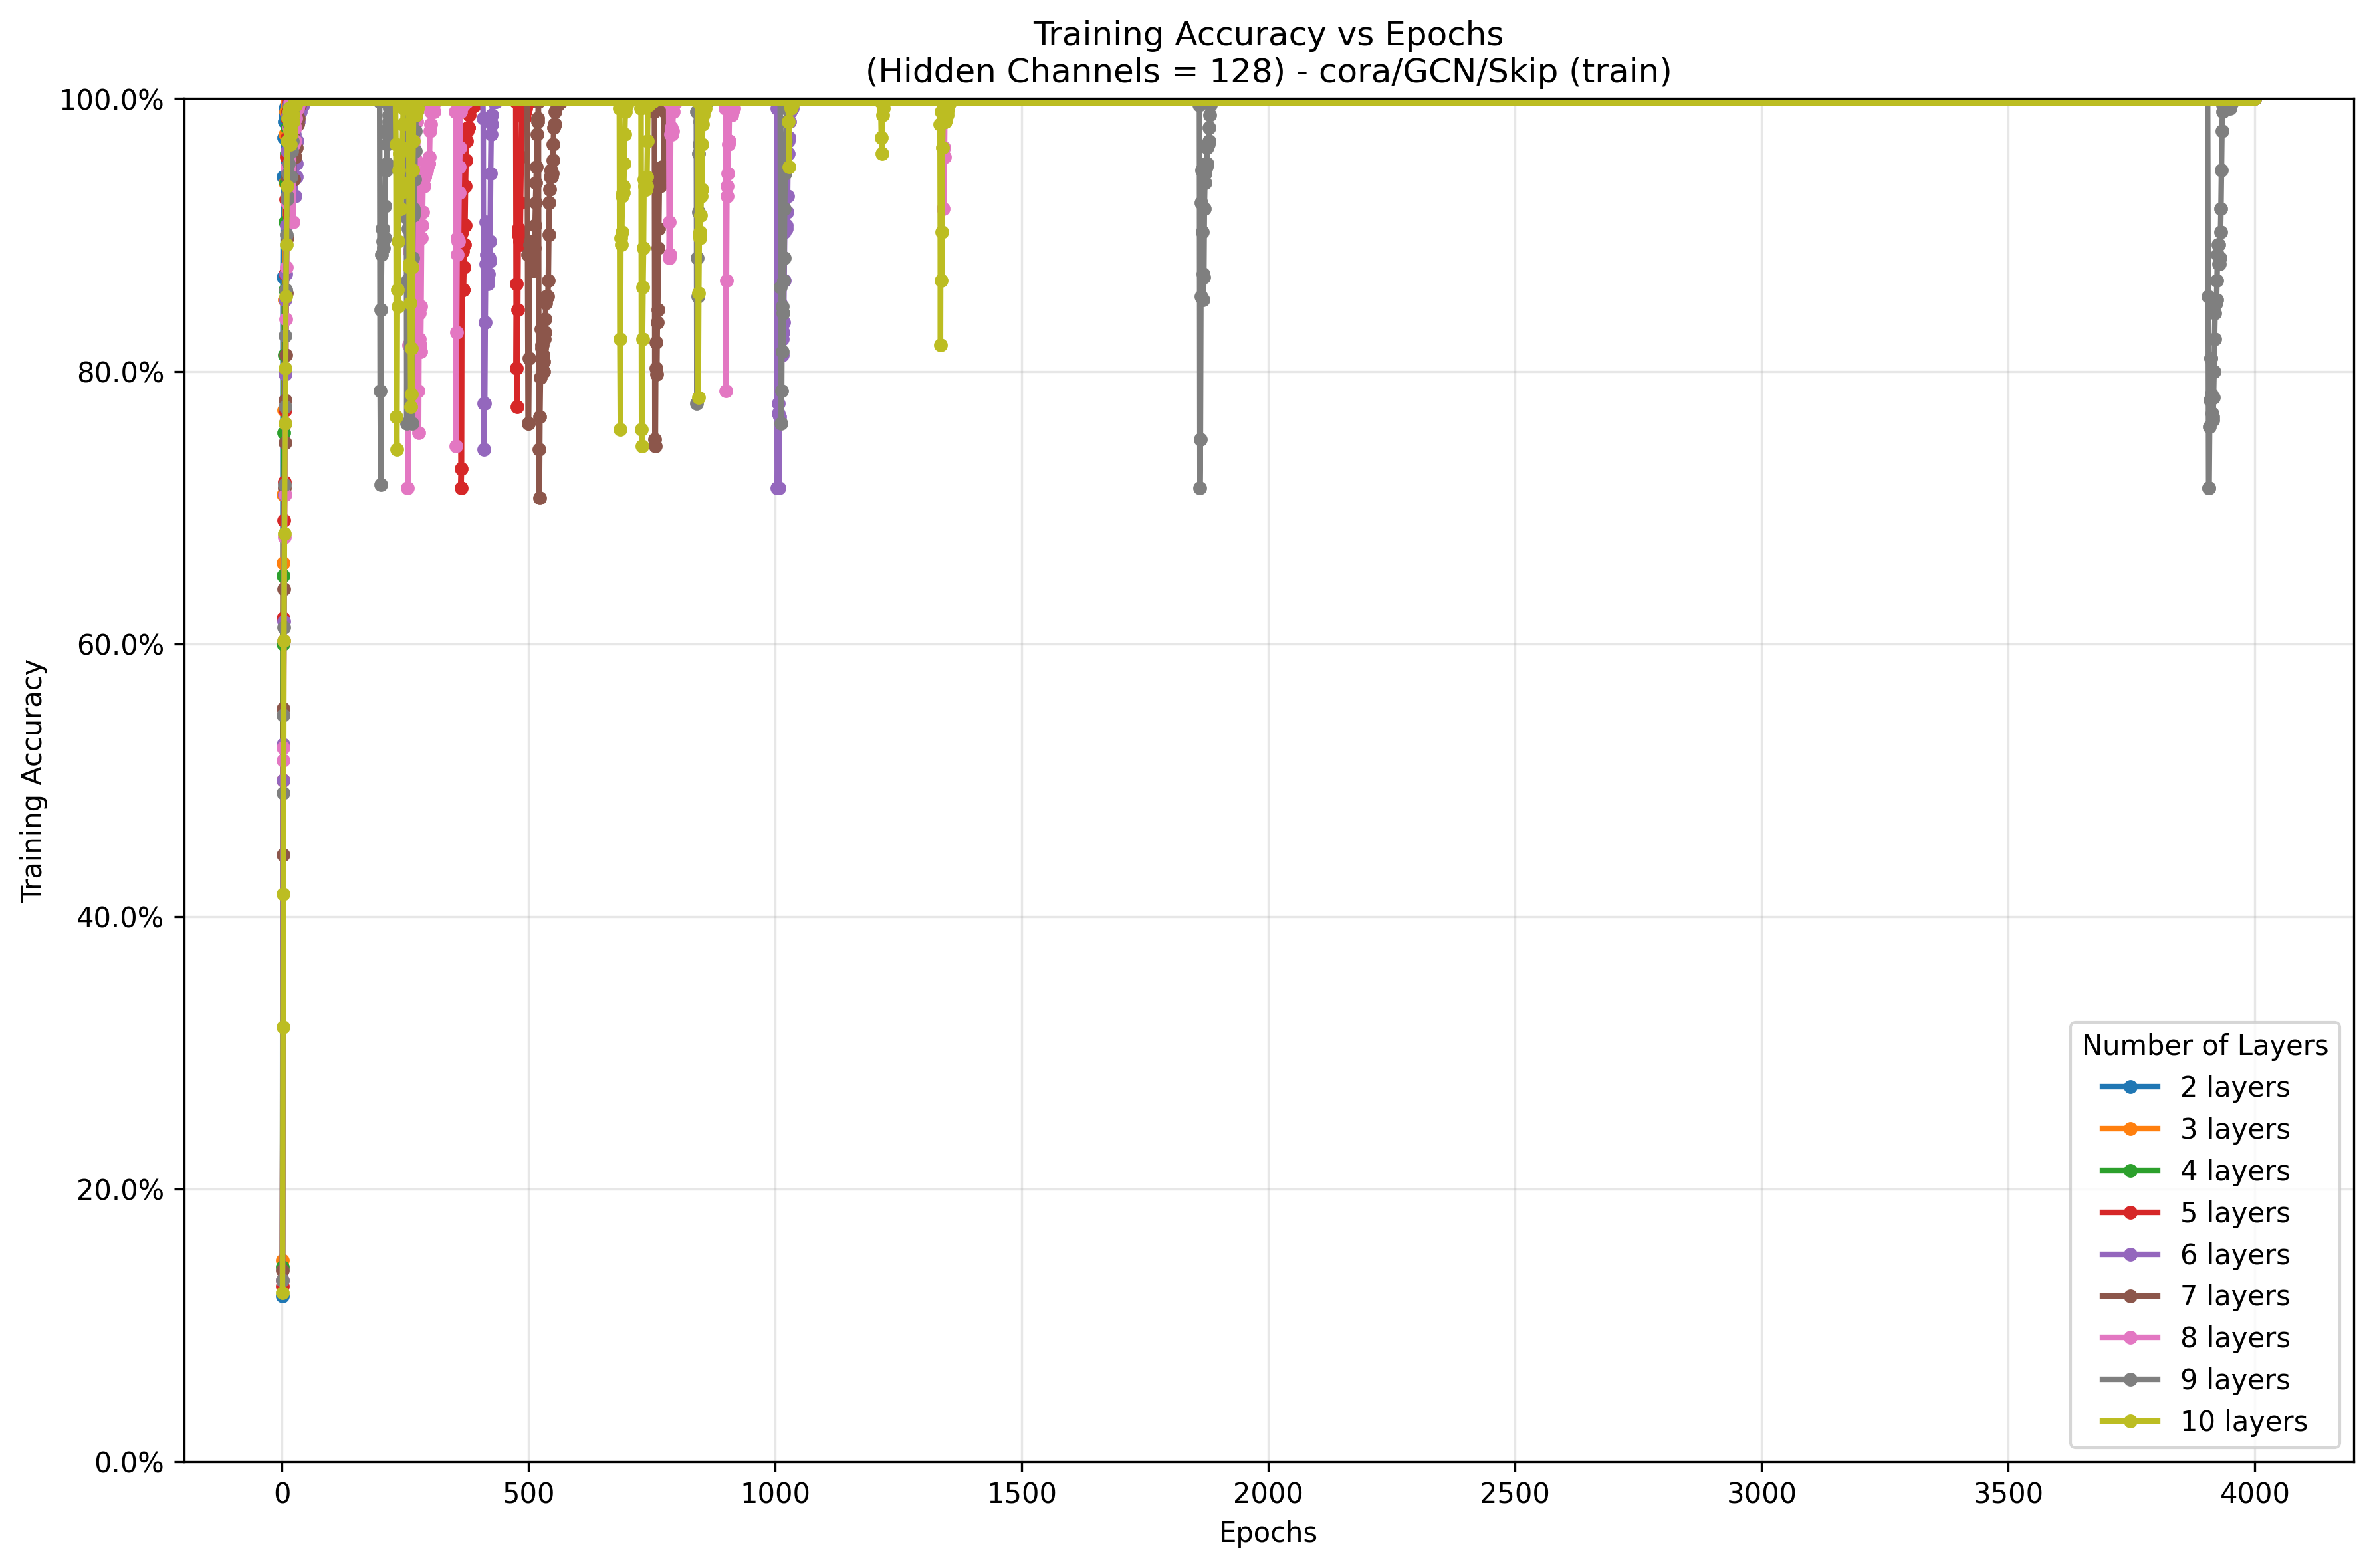 Training Accuracy vs Epochs
(Hidden Channels = 128) - cora/GCN/Skip (train)
100.0%
80.0%
60.0%
40.0%
20.0%
0.0%
Training Accuracy
0 500 1000 1500 2000 2500 3000 3500 4000
Epochs
Number of Layers
2 layers
3 layers
4 layers
5 layers
6 layers
7 layers
8 layers
9 layers
10 layers